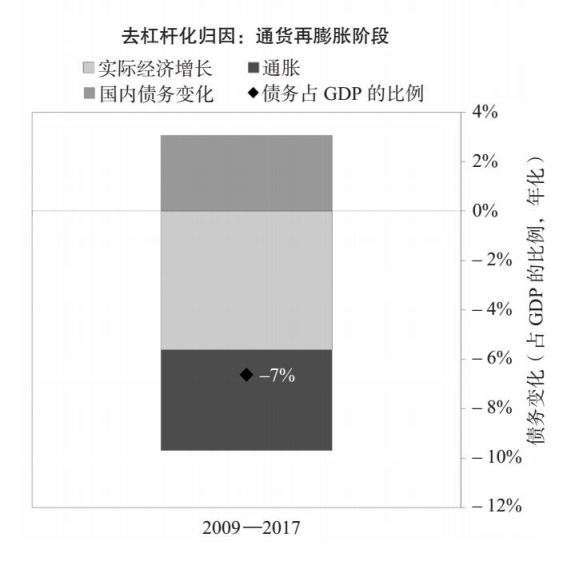 去杠杆化归因：通货再膨胀阶段
实际经济增长 通胀
国内债务变化 债务占 GDP 的比例
4%
2%
0%
–2%
–4%
–6%
–8%
–10%
–12%
债务变化（占 GDP 的比例，年化）
–7%
2009—2017